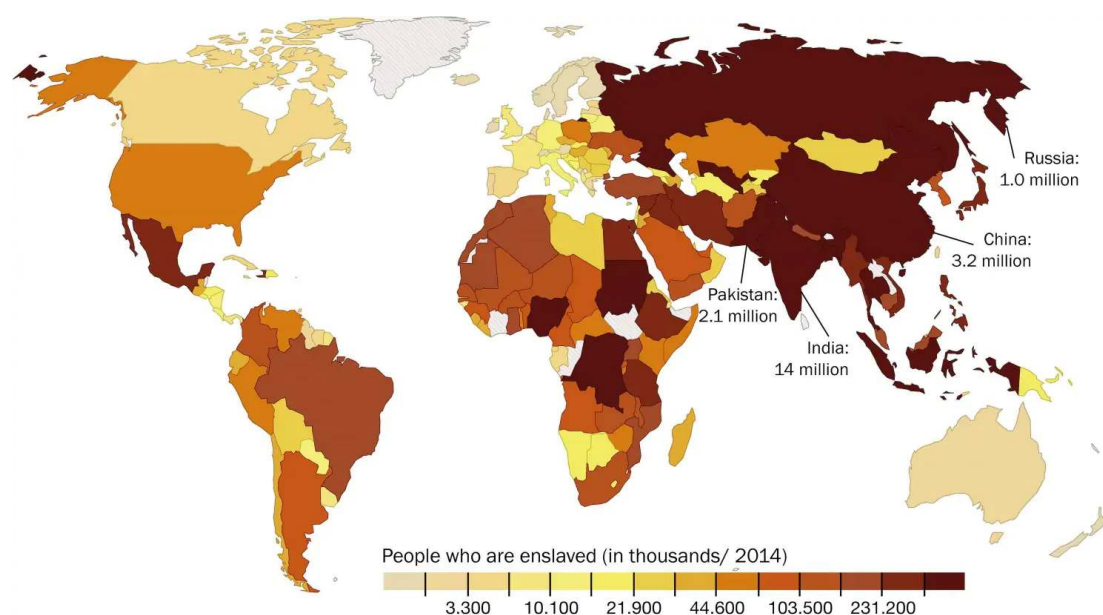 Russia:
1.0 million
China:
3.2 million
Pakistan:
2.1 million
India:
14 million
People who are enslaved (in thousands/ 2014)
3.300 10.100 21.900 44.600 103.500 231.200